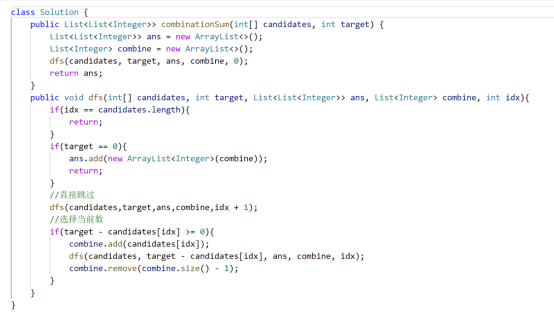 class Solution {
    public List<List<Integer>> combinationSum(int[] candidates, int target) {
        List<List<Integer>> ans = new ArrayList<>();
        List<Integer> combine = new ArrayList<>();
        dfs(candidates, target, ans, combine, 0);
        return ans;
    }
    public void dfs(int[] candidates, int target, List<List<Integer>> ans, List<Integer> combine, int idx){
        if(idx == candidates.length){
            return;
        }
        if(target == 0){
            ans.add(new ArrayList<Integer>(combine));
            return;
        }
        //直接跳过
        dfs(candidates,target,ans,combine,idx + 1);
        //选择当前数
        if(target - candidates[idx] >= 0){
            combine.add(candidates[idx]);
            dfs(candidates, target - candidates[idx], ans, combine, idx);
            combine.remove(combine.size() - 1);
        }
    }
}